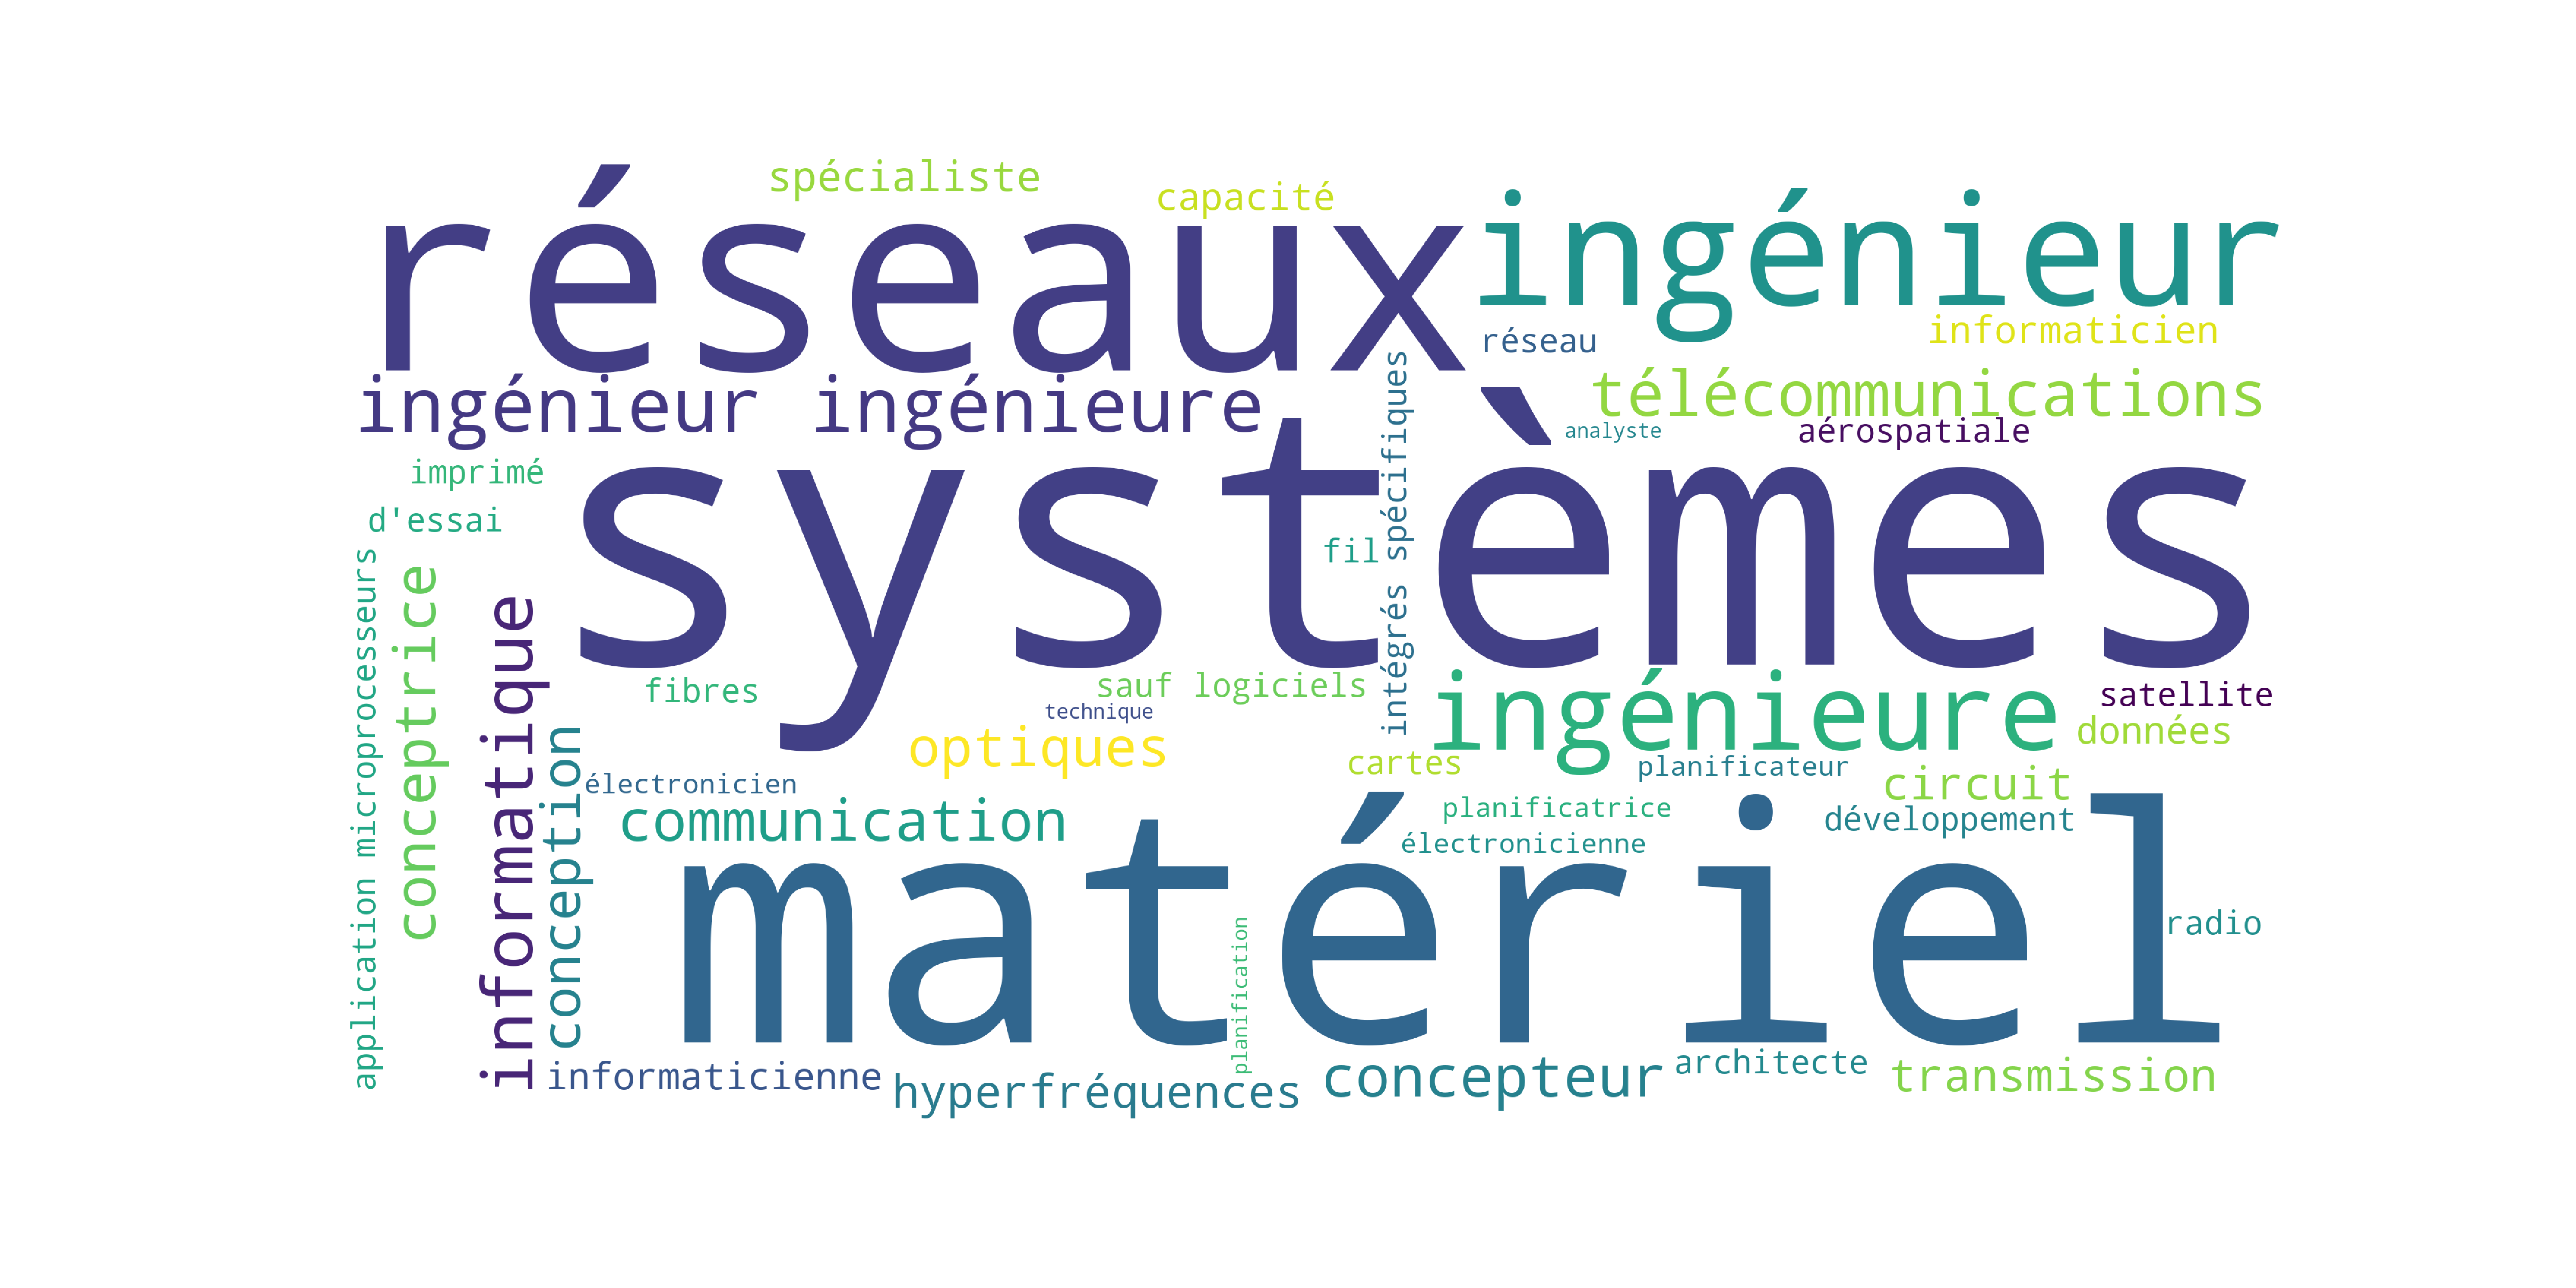 spécialiste
capacité
réseaux
ingénieur
réseau
informaticien
ingénieur ingénieure
télécommunications
analyste
aérospatiale
imprimé
systèmes
d'essai
fil
intégrés spécifiques
application microprocesseurs
conceptrice
informatique
conception
fibres
sauf logiciels
technique
ingénieure
satellite
données
optiques
cartes
planificateur
circuit
électronicien
communication
planificatrice
développement
électronicienne
matériel
radio
planification
informaticienne
hyperfréquences
concepteur
architecte
transmission